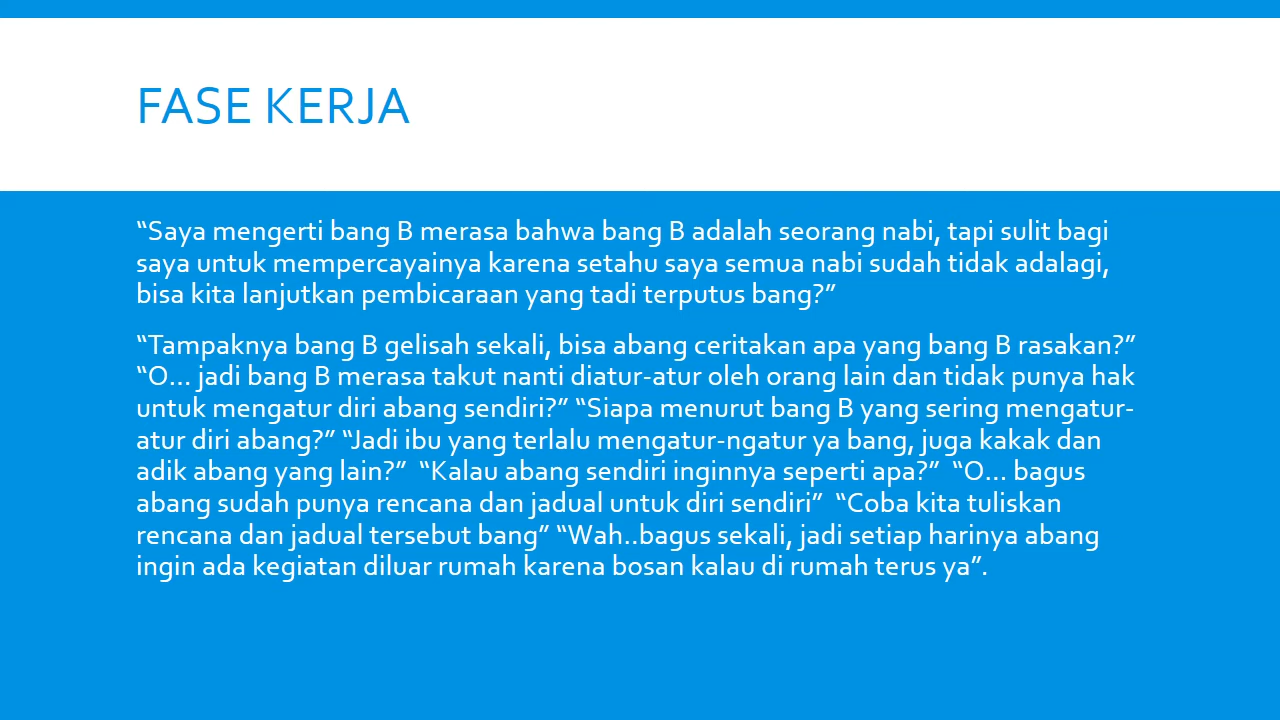 FASE KERJA
“Saya mengerti bang B merasa bahwa bang B adalah seorang nabi, tapi sulit bagi
saya untuk mempercayainya karena setahu saya semua nabi sudah tidak adalagi,
bisa kita lanjutkan pembicaraan yang tadi terputus bang?”
“Tampaknya bang B gelisah sekali, bisa abang ceritakan apa yang bang B rasakan?”
“O... jadi bang B merasa takut nanti diatur-atur oleh orang lain dan tidak punya hak
untuk mengatur diri abang sendiri?” “Siapa menurut bang B yang sering mengatur-
atur diri abang?” “Jadi ibu yang terlalu mengatur-ngatur ya bang, juga kakak dan
adik abang yang lain?”  “Kalau abang sendiri inginnya seperti apa?”  “O... bagus
abang sudah punya rencana dan jadual untuk diri sendiri”  “Coba kita tuliskan
rencana dan jadual tersebut bang” “Wah..bagus sekali, jadi setiap harinya abang
ingin ada kegiatan diluar rumah karena bosan kalau di rumah terus ya”.